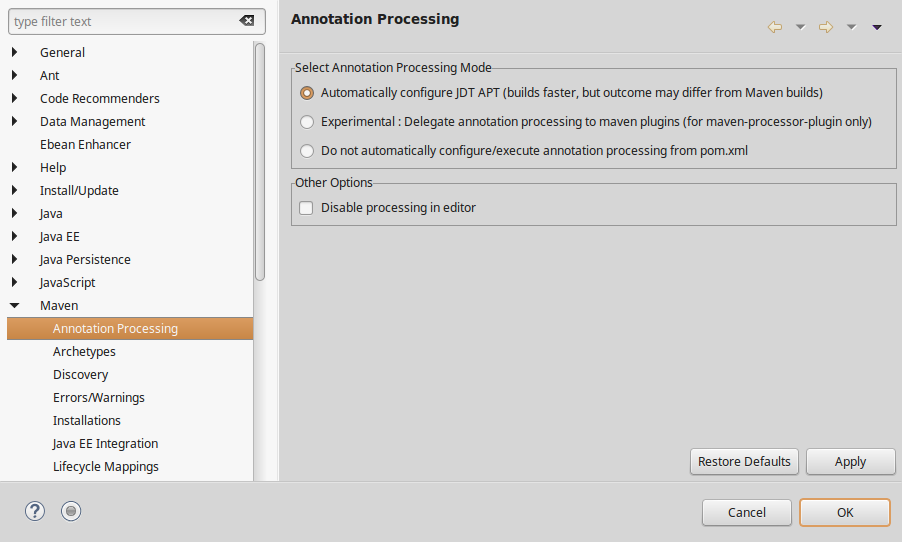 type filter text
General
Ant
Code Recommenders
Data Management
Ebean Enhancer
Help
Install/Update
Java
Java EE
Java Persistence
JavaScript
Maven
Annotation Processing
Archetypes
Discovery
Errors/Warnings
Installations
Java EE Integration
Lifecycle Mappings
Annotation Processing
Select Annotation Processing Mode
Automatically configure JDT APT (builds faster, but outcome may differ from Maven builds)
Experimental : Delegate annotation processing to maven plugins (for maven-processor-plugin only)
Do not automatically configure/execute annotation processing from pom.xml
Other Options
Disable processing in editor
Restore Defaults
Apply
?
Cancel
OK